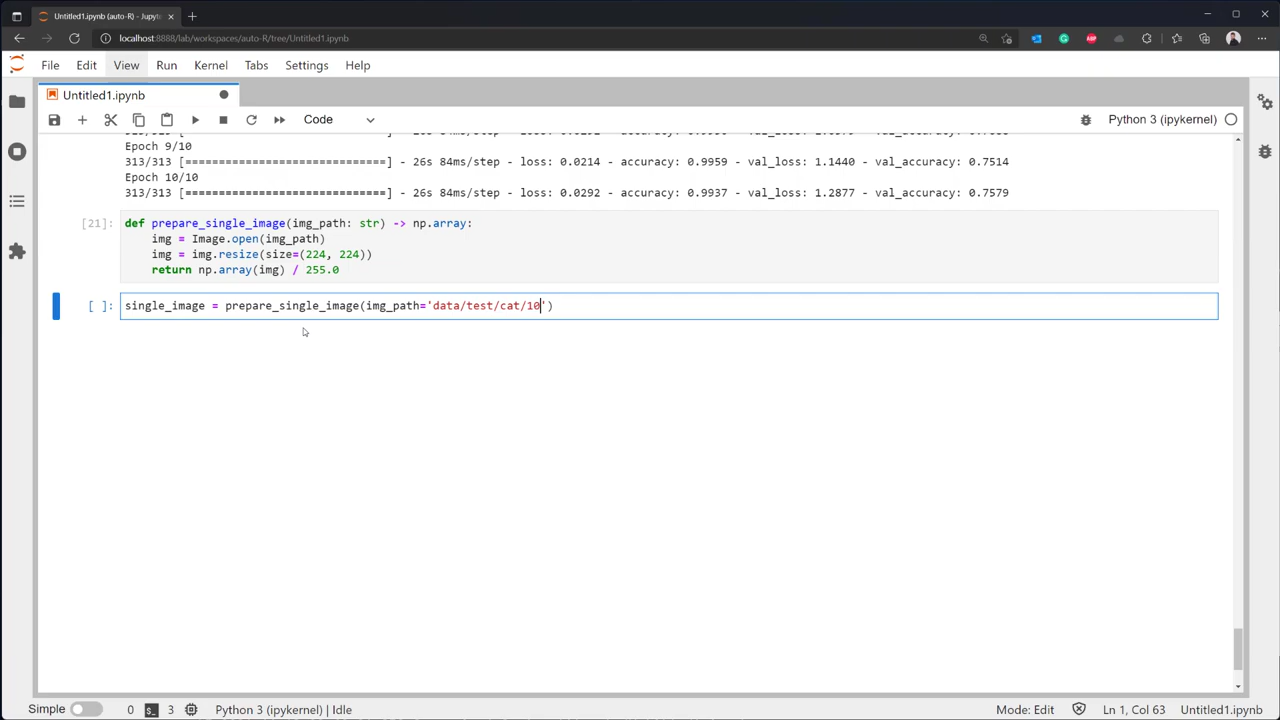 Untitled1.ipynb (auto-R) - Jupyt
localhost:8888/lab/workspaces/auto-R/tree/Untitled1.ipynb
File Edit View Run Kernel Tabs Settings Help
Untitled1.ipynb
Code
Python 3 (ipykernel)
Epoch 9/10
313/313 [==============================] - 26s 84ms/step - loss: 0.0214 - accuracy: 0.9959 - val_loss: 1.1440 - val_accuracy: 0.7514
Epoch 10/10
313/313 [==============================] - 26s 84ms/step - loss: 0.0292 - accuracy: 0.9937 - val_loss: 1.2877 - val_accuracy: 0.7579
[21]: def prepare_single_image(img_path: str) -> np.array:
img = Image.open(img_path)
img = img.resize(size=(224, 224))
return np.array(img) / 255.0
[ ]: single_image = prepare_single_image(img_path='data/test/cat/10')
Simple 0 3 Python 3 (ipykernel) | Idle Mode: Edit Ln 1, Col 63 Untitled1.ipynb